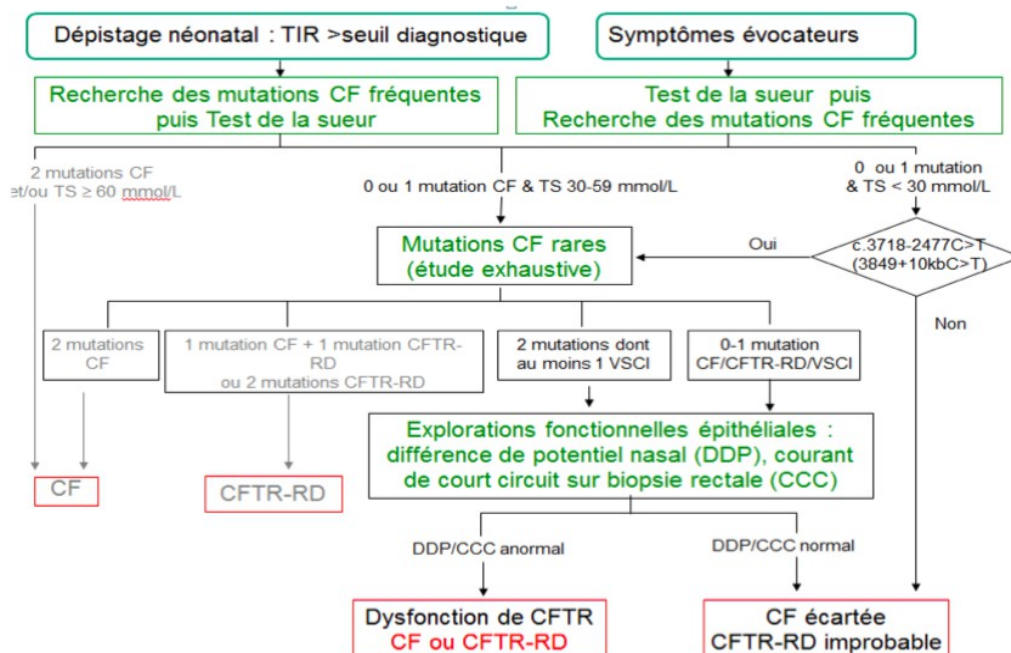 Dépistage néonatal : TIR >seuil diagnostique
Symptômes évocateurs
Recherche des mutations CF fréquentes
puis Test de la sueur
Test de la sueur puis
Recherche des mutations CF fréquentes
2 mutations CF
et/ou TS ≥ 60 mmol/L
0 ou 1 mutation CF & TS 30-59 mmol/L
0 ou 1 mutation
& TS < 30 mmol/L
Mutations CF rares
(étude exhaustive)
Oui
c.3718-2477C>T
(3849+10kbC>T)
Non
2 mutations
CF
1 mutation CF + 1 mutation CFTR-
RD
ou 2 mutations CFTR-RD
2 mutations dont
au moins 1 VSCI
0-1 mutation
CF/CFTR-RD/VSCI
Explorations fonctionnelles épithéliales :
différence de potentiel nasal (DDP), courant
de court circuit sur biopsie rectale (CCC)
CF
CFTR-RD
DDP/CCC anormal
DDP/CCC normal
Dysfonction de CFTR
CF ou CFTR-RD
CF écartée
CFTR-RD improbable